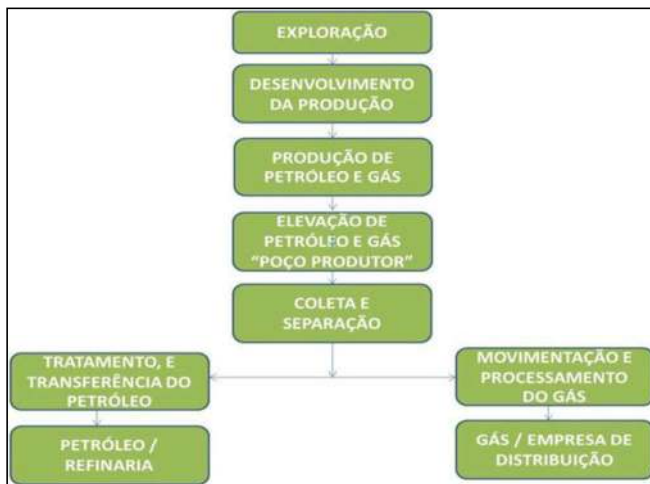 EXPLORAÇÃO
DESENVOLVIMENTO
DA PRODUÇÃO
PRODUÇÃO DE
PETRÓLEO E GÁS
ELEVAÇÃO DE
PETRÓLEO E GÁS
“POÇO PRODUTOR”
COLETA E
SEPARAÇÃO
TRATAMENTO, E
TRANSFERÊNCIA DO
PETRÓLEO
MOVIMENTAÇÃO E
PROCESSAMENTO
DO GÁS
PETRÓLEO /
REFINARIA
GÁS / EMPRESA DE
DISTRIBUIÇÃO